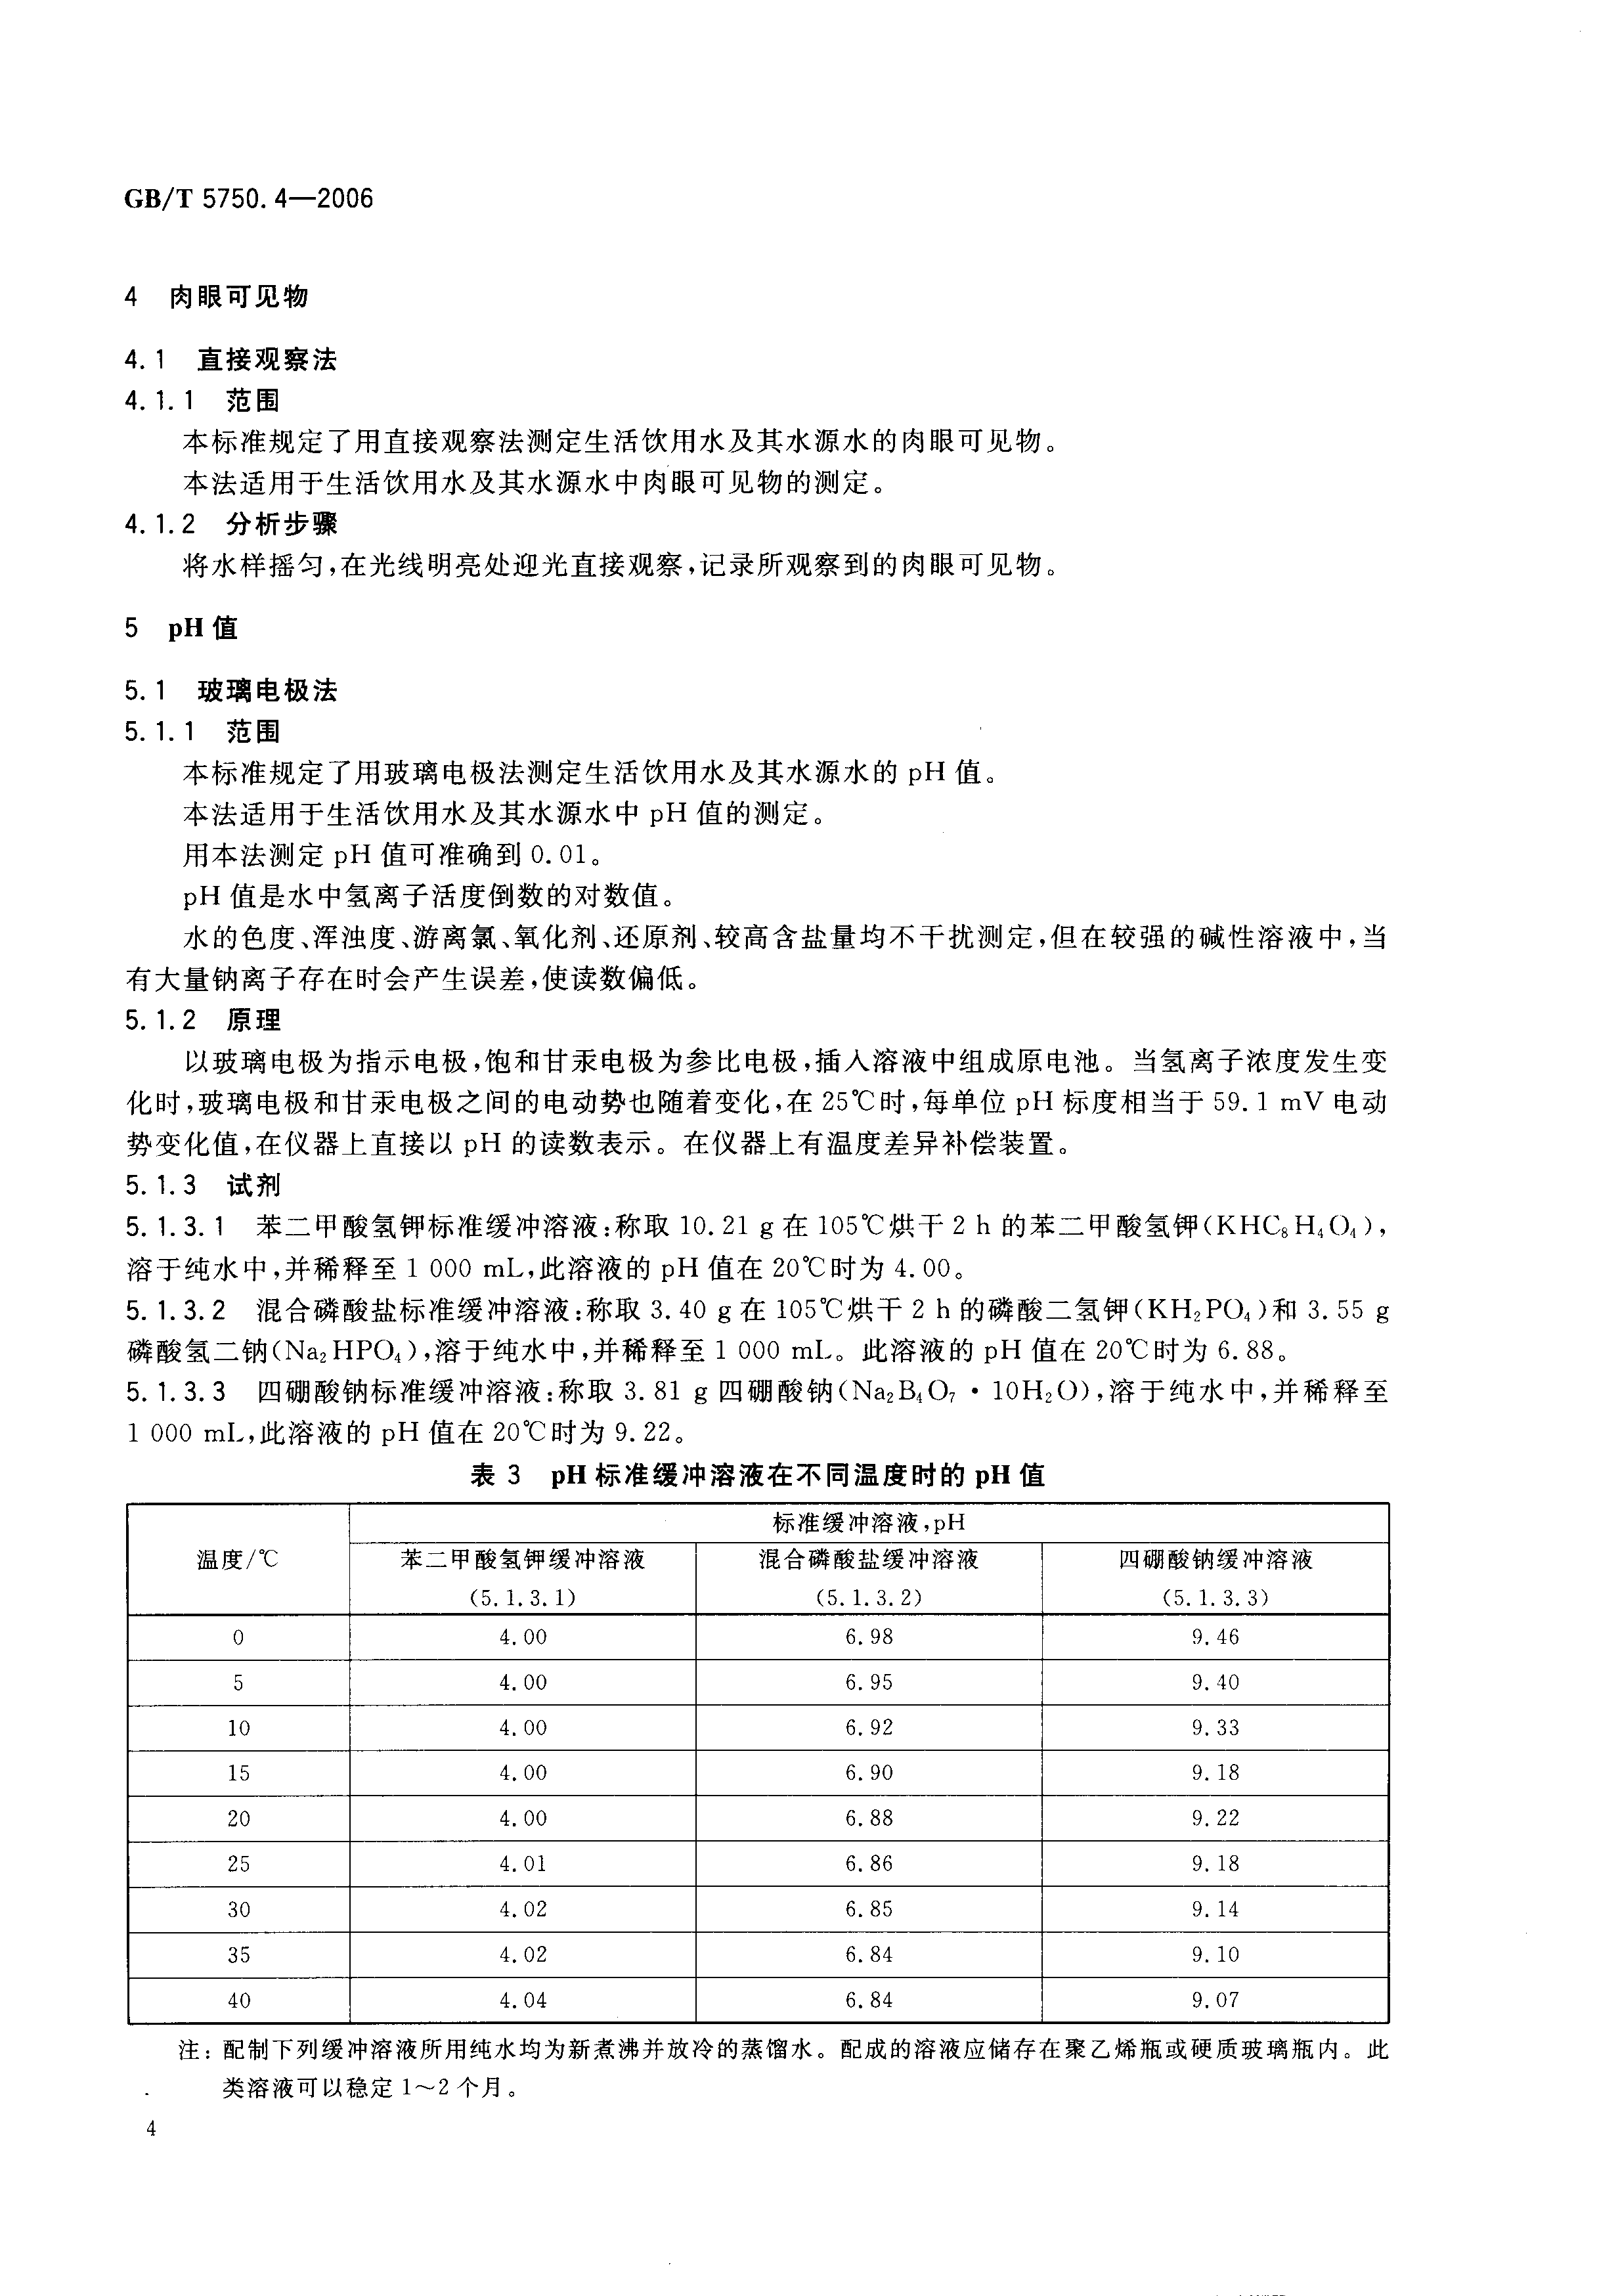 GB/T 5750.4—2006
4 肉眼可见物
4.1 直接观察法
4.1.1 范围
本标准规定了用直接观察法测定生活饮用水及其水源水的肉眼可见物。
本法适用于生活饮用水及其水源水中肉眼可见物的测定。
4.1.2 分析步骤
将水样摇匀,在光线明亮处迎光直接观察,记录所观察到的肉眼可见物。
5 pH 值
5.1 玻璃电极法
5.1.1 范围
本标准规定了用玻璃电极法测定生活饮用水及其水源水的 pH 值。
本法适用于生活饮用水及其水源水中 pH 值的测定。
用本法测定 pH 值可准确到 0.01。
pH 值是水中氢离子活度倒数的对数值。
水的色度、浑浊度、游离氯、氧化剂、还原剂、较高含盐量均不干扰测定,但在较强的碱性溶液中,当
有大量钠离子存在时会产生误差,使读数偏低。
5.1.2 原理
以玻璃电极为指示电极,饱和甘汞电极为参比电极,插入溶液中组成原电池。当氢离子浓度发生变
化时,玻璃电极和甘汞电极之间的电动势也随着变化,在 25℃时,每单位 pH 标度相当于 59.1 mV 电动
势变化值,在仪器上直接以 pH 的读数表示。在仪器上有温度差异补偿装置。
5.1.3 试剂
5.1.3.1 苯二甲酸氢钾标准缓冲溶液:称取 10.21 g 在 105℃烘干 2 h 的苯二甲酸氢钾(KHC₈H₄O₄),
溶于纯水中,并稀释至 1 000 mL,此溶液的 pH 值在 20℃时为 4.00。
5.1.3.2 混合磷酸盐标准缓冲溶液:称取 3.40 g 在 105℃烘干 2 h 的磷酸二氢钾(KH₂PO₄)和 3.55 g
磷酸氢二钠(Na₂HPO₄),溶于纯水中,并稀释至 1 000 mL。此溶液的 pH 值在 20℃时为 6.88。
5.1.3.3 四硼酸钠标准缓冲溶液:称取 3.81 g 四硼酸钠(Na₂B₄O₇・10H₂O),溶于纯水中,并稀释至
1 000 mL,此溶液的 pH 值在 20℃时为 9.22。
表 3 pH 标准缓冲溶液在不同温度时的 pH 值
标准缓冲溶液,pH
温度/℃ 苯二甲酸氢钾缓冲溶液 混合磷酸盐缓冲溶液 四硼酸钠缓冲溶液
(5.1.3.1) (5.1.3.2) (5.1.3.3)
0 4.00 6.98 9.46
5 4.00 6.95 9.40
10 4.00 6.92 9.33
15 4.00 6.90 9.18
20 4.00 6.88 9.22
25 4.01 6.86 9.18
30 4.02 6.85 9.14
35 4.02 6.84 9.10
40 4.04 6.84 9.07
注: 配制下列缓冲溶液所用纯水均为新煮沸并放冷的蒸馏水。配成的溶液应储存在聚乙烯瓶或硬质玻璃瓶内。此
类溶液可以稳定 1～2 个月。
4